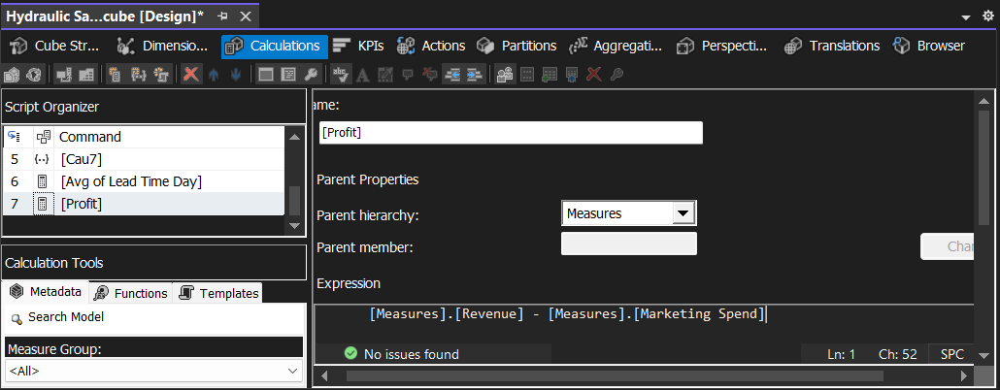 Hydraulic Sa...cube [Design]*
Cube Str... Dimensio... Calculations KPIs Actions Partitions Aggregati... Perspecti... Translations Browser
Script Organizer
Command
5 [Cau7]
6 [Avg of Lead Time Day]
7 [Profit]
Calculation Tools
Metadata Functions Templates
Search Model
Measure Group:
<All>
ame:
[Profit]
Parent Properties
Parent hierarchy: Measures
Parent member: Chan
Expression
[Measures].[Revenue] - [Measures].[Marketing Spend]
No issues found Ln: 1 Ch: 52 SPC